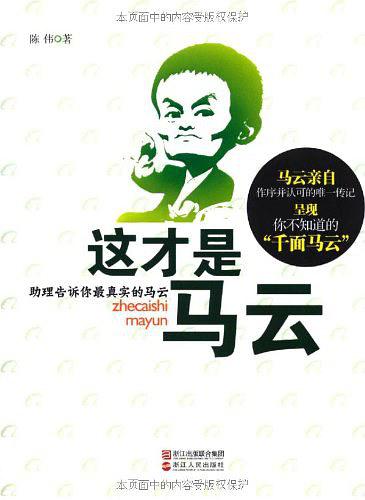 本页面中的内容受版权保护
陈 伟◎著
马云亲自
作序并认可的唯一传记
呈现
你不知道的
“千面马云”
这才是
助理告诉你最真实的马云
zhecaishi
mayun
马云
浙江出版联合集团
浙江人民出版社
本页面中的内容受版权保护